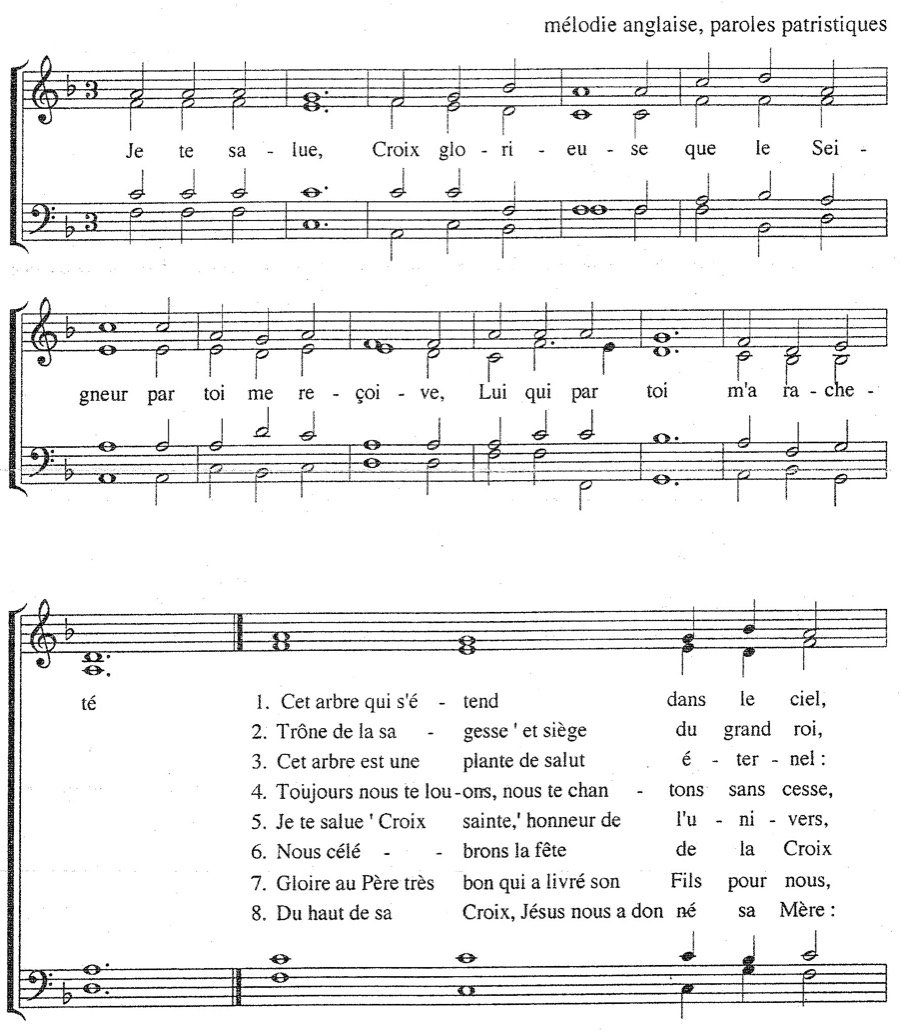 mélodie anglaise, paroles patristiques
3
Je te sa - lue, Croix glo - ri - eu - se que le Sei -
3
gneur par toi me re - çoi - ve, Lui qui par toi m'a ra - che -
té
1. Cet arbre qui s'é - tend dans le ciel,
2. Trône de la sa - gesse ' et siège du grand roi,
3. Cet arbre est une plante de salut é - ter - nel :
4. Toujours nous te lou-ons, nous te chan - tons sans cesse,
5. Je te salue ' Croix sainte,' honneur de l'u - ni - vers,
6. Nous célé - - brons la fête de la Croix
7. Gloire au Père très bon qui a livré son Fils pour nous,
8. Du haut de sa Croix, Jésus nous a don né sa Mère :